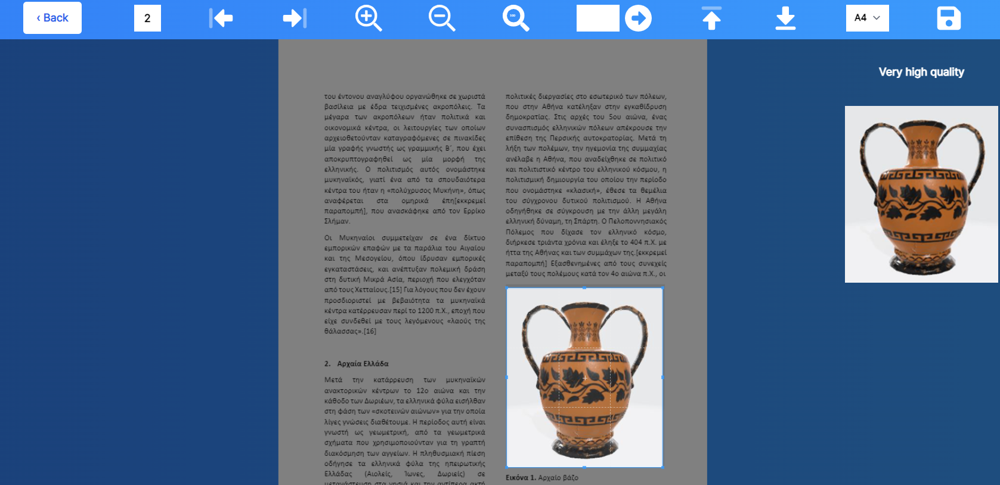 ‹ Back
2
100
A4
Very high quality
του έντονου αναγλύφου οργανώθηκε σε χωριστά
βασίλεια με έδρα τειχισμένες ακροπόλεις. Τα
μέγαρα των ακροπόλεων ήταν πολιτικά και
οικονομικά κέντρα, οι λειτουργίες των οποίων
αρχειοθετούνταν καταγραφόμενες σε πινακίδες
μία γραφής γνωστής ως γραμμικής Β΄, που έχει
αποκρυπτογραφηθεί ως μία μορφή της
ελληνικής. Ο πολιτισμός αυτός ονομάστηκε
μυκηναϊκός, γιατί ένα από τα σπουδαιότερα
κέντρα του ήταν η «πολύχρυσος Μυκήνη», όπως
αναφέρεται στα ομηρικά έπη[εκκρεμεί
παραπομπή], που ανασκάφηκε από τον Ερρίκο
Σλήμαν.
Οι Μυκηναίοι συμμετείχαν σε ένα δίκτυο
εμπορικών επαφών με τα παράλια του Αιγαίου
και της Μεσογείου, όπου ίδρυσαν εμπορικές
εγκαταστάσεις, και ανέπτυξαν πολεμική δράση
στη δυτική Μικρά Ασία, περιοχή που ελεγχόταν
από τους Χετταίους.[15] Για λόγους που δεν έχουν
προσδιοριστεί με βεβαιότητα τα μυκηναϊκά
κέντρα κατέρρευσαν περί το 1200 π.Χ., εποχή που
είχε συνδεθεί με τους λεγόμενους «λαούς της
θάλασσας».[16]
2. Αρχαία Ελλάδα
Μετά την κατάρρευση των μυκηναϊκών
ανακτορικών κέντρων το 12ο αιώνα και την
κάθοδο των Δωριέων, τα ελληνικά φύλα εισήλθαν
στη φάση των «σκοτεινών αιώνων» για την οποία
λίγες γνώσεις διαθέτουμε. Η περίοδος αυτή είναι
γνωστή ως γεωμετρική, από τα γεωμετρικά
σχήματα που χρησιμοποιούνταν για τη γραπτή
διακόσμηση των αγγείων. Η πληθυσμιακή πίεση
οδήγησε τα ελληνικά φύλα της ηπειρωτικής
Ελλάδας (Αιολείς, Ίωνες, Δωριείς) σε
μετανάστευση στα νησιά και την αντίπερα ακτή
πολιτικές διεργασίες στο εσωτερικό των πόλεων,
που στην Αθήνα κατέληξαν στην εγκαθίδρυση
δημοκρατίας. Στις αρχές του 5ου αιώνα, ένας
συνασπισμός ελληνικών πόλεων απέκρουσε την
επίθεση της Περσικής αυτοκρατορίας. Μετά τη
λήξη των πολέμων, την ηγεμονία της συμμαχίας
ανέλαβε η Αθήνα, που αναδείχθηκε σε πολιτικό
και πολιτιστικό κέντρο του ελληνικού κόσμου, η
πολιτισμική δημιουργία του οποίου την περίοδο
που ονομάστηκε «κλασική», έθεσε τα θεμέλια
του σύγχρονου δυτικού πολιτισμού. Η Αθήνα
οδηγήθηκε σε σύγκρουση με την άλλη μεγάλη
ελληνική δύναμη, τη Σπάρτη. Ο Πελοποννησιακός
Πόλεμος που δίχασε τον ελληνικό κόσμο,
διήρκεσε τριάντα χρόνια και έληξε το 404 π.Χ. με
ήττα της Αθήνας και των συμμάχων της.[εκκρεμεί
παραπομπή] Εξασθενημένες από τους συνεχείς
μεταξύ τους πολέμους κατά τον 4ο αιώνα π.Χ., οι
Εικόνα 1. Αρχαίο βάζο